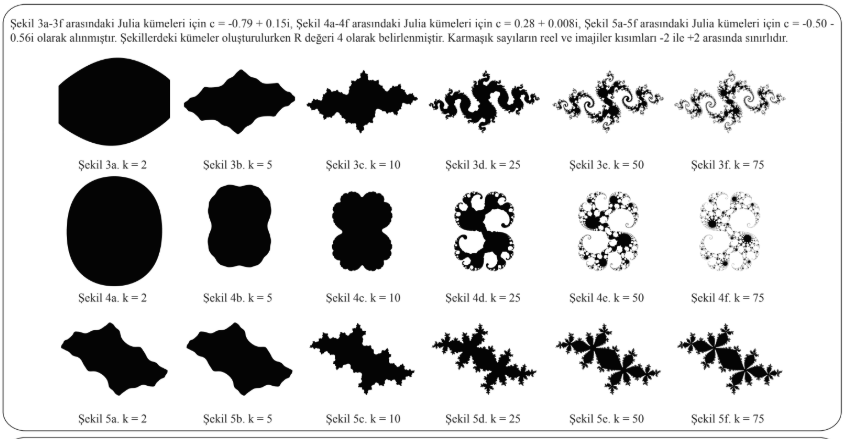 Şekil 3a-3f arasındaki Julia kümeleri için c = -0.79 + 0.15i, Şekil 4a-4f arasındaki Julia kümeleri için c = 0.28 + 0.008i, Şekil 5a-5f arasındaki Julia kümeleri için c = -0.50 -
0.56i olarak alınmıştır. Şekillerdeki kümeler oluşturulurken R değeri 4 olarak belirlenmiştir. Karmaşık sayıların reel ve imajiler kısımları -2 ile +2 arasında sınırlıdır.
Şekil 3a. k = 2 Şekil 3b. k = 5 Şekil 3c. k = 10 Şekil 3d. k = 25 Şekil 3e. k = 50 Şekil 3f. k = 75
Şekil 4a. k = 2 Şekil 4b. k = 5 Şekil 4c. k = 10 Şekil 4d. k = 25 Şekil 4e. k = 50 Şekil 4f. k = 75
Şekil 5a. k = 2 Şekil 5b. k = 5 Şekil 5c. k = 10 Şekil 5d. k = 25 Şekil 5e. k = 50 Şekil 5f. k = 75